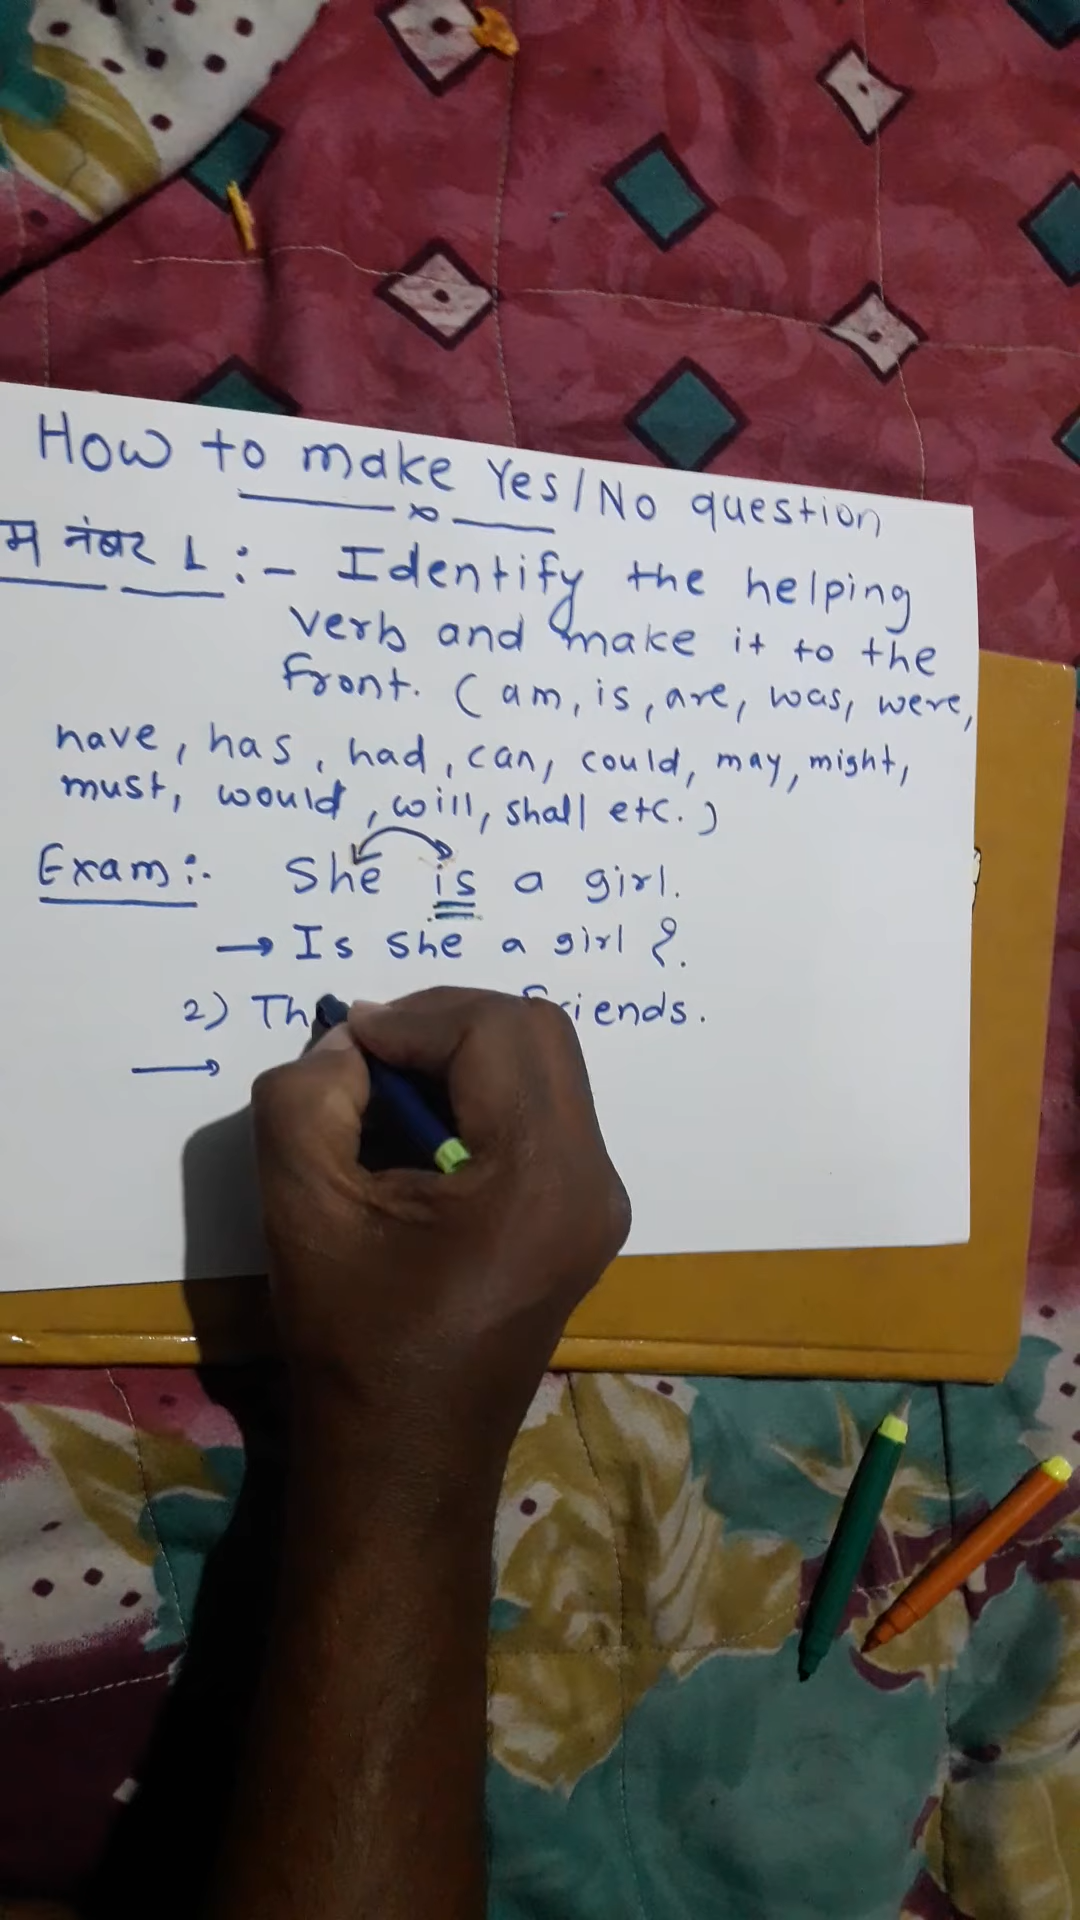 How to make Yes/No question
म नंबर 1 :- Identify the helping
verb and make it to the
front. (am, is, are, was, were,
have, has, had, can, could, may, might,
must, would, will, shall etc.)
Exam:- She is a girl.
→ Is she a girl ?
2) Th friends.
→